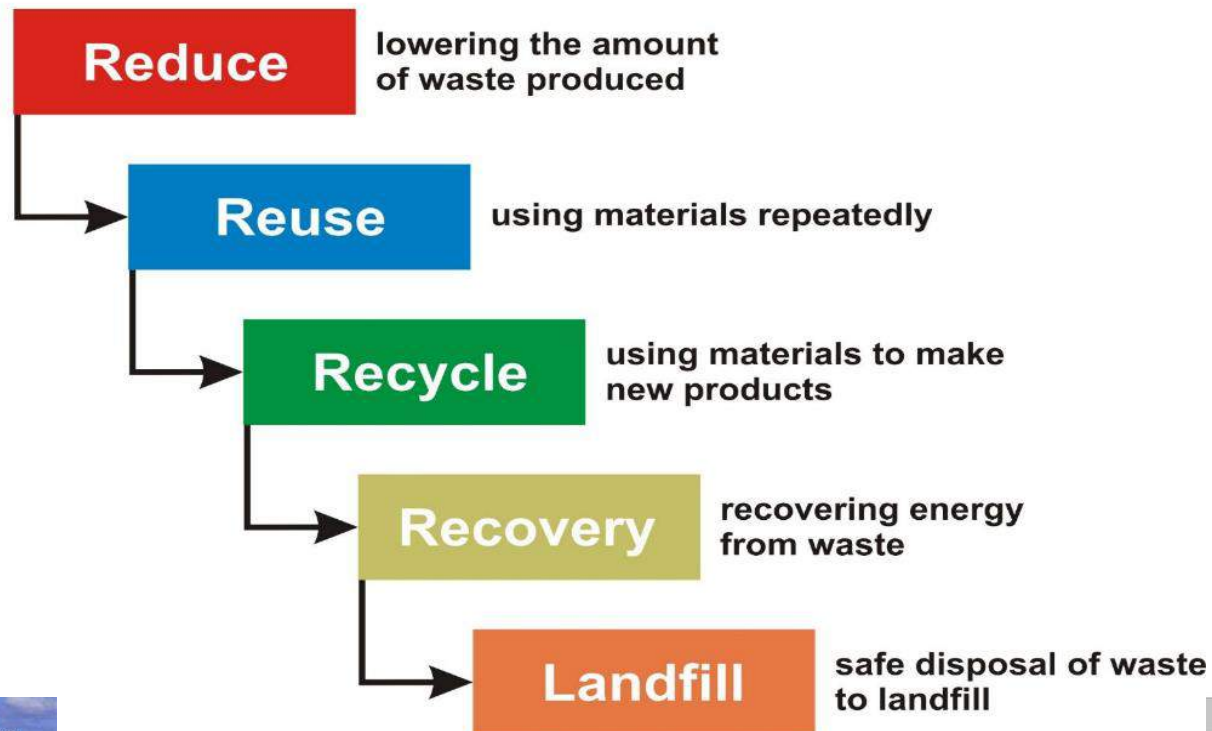 Reduce
lowering the amount
of waste produced
Reuse
using materials repeatedly
Recycle
using materials to make
new products
Recovery
recovering energy
from waste
Landfill
safe disposal of waste
to landfill